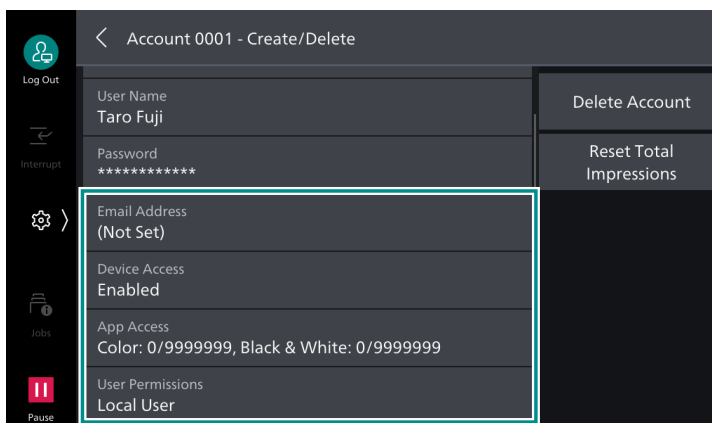 Account 0001 - Create/Delete
Log Out
Interrupt
Jobs
Pause
User Name
Taro Fuji
Password
************
Email Address
(Not Set)
Device Access
Enabled
App Access
Color: 0/9999999, Black & White: 0/9999999
User Permissions
Local User
Delete Account
Reset Total
Impressions